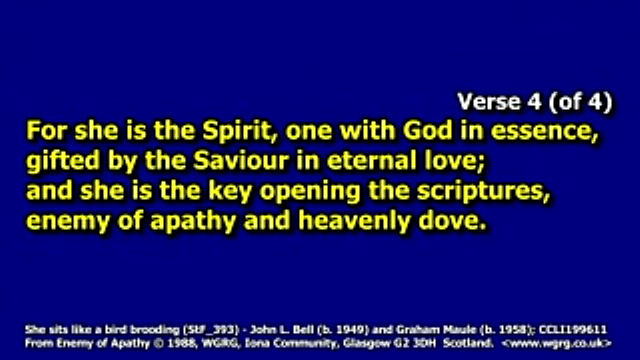 Verse 4 (of 4)
For she is the Spirit, one with God in essence,
gifted by the Saviour in eternal love;
and she is the key opening the scriptures,
enemy of apathy and heavenly dove.
She sits like a bird brooding (StF_393) - John L. Bell (b. 1949) and Graham Maule (b. 1958); CCLI199611
From Enemy of Apathy © 1988, WGRG, Iona Community, Glasgow G2 3DH Scotland. <www.wgrg.co.uk>